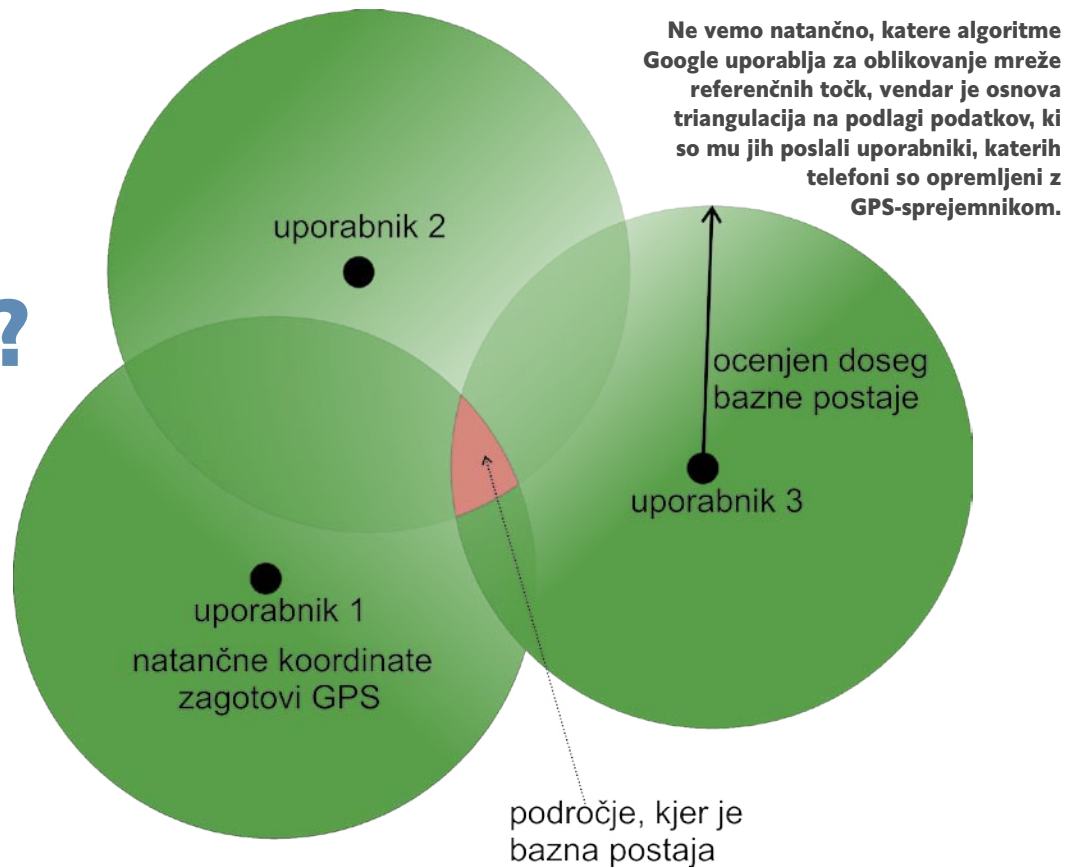 Ne vemo natančno, katere algoritme
Google uporablja za oblikovanje mreže
referenčnih točk, vendar je osnova
triangulacija na podlagi podatkov, ki
so mu jih poslali uporabniki, katerih
telefoni so opremljeni z
GPS-sprejemnikom.
uporabnik 2
?
ocenjen doseg
bazne postaje
uporabnik 3
uporabnik 1
natančne koordinate
zagotovi GPS
področje, kjer je
bazna postaja